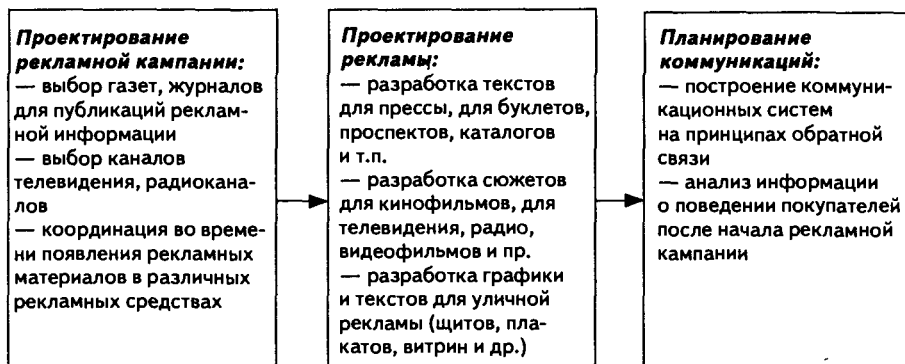 Проектирование
рекламной кампании:
— выбор газет, журналов
для публикаций реклам-
ной информации
— выбор каналов
телевидения, радиокана-
лов
— координация во време-
ни появления рекламных
материалов в различных
рекламных средствах
Проектирование
рекламы:
— разработка текстов
для прессы, для буклетов,
проспектов, каталогов
и т.п.
— разработка сюжетов
для кинофильмов, для
телевидения, радио,
видеофильмов и пр.
— разработка графики
и текстов для уличной
рекламы (щитов, пла-
катов, витрин и др.)
Планирование
коммуникаций:
— построение коммуни-
кационных систем
на принципах обратной
связи
— анализ информации
о поведении покупателей
после начала рекламной
кампании